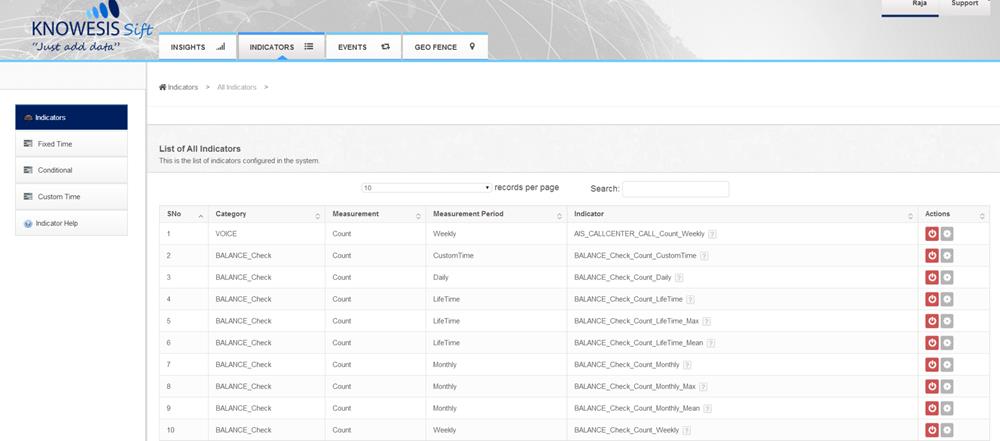 KNOWESIS Sift
"Just add data"
Raja
Support
INSIGHTS
INDICATORS
EVENTS
GEO FENCE
Indicators > All Indicators >
Indicators
Fixed Time
Conditional
Custom Time
Indicator Help
List of All Indicators
This is the list of indicators configured in the system.
10 records per page Search:
SNo Category Measurement Measurement Period Indicator Actions
1 VOICE Count Weekly AIS_CALLCENTER_CALL_Count_Weekly ?
2 BALANCE_Check Count CustomTime BALANCE_Check_Count_CustomTime ?
3 BALANCE_Check Count Daily BALANCE_Check_Count_Daily ?
4 BALANCE_Check Count LifeTime BALANCE_Check_Count_LifeTime ?
5 BALANCE_Check Count LifeTime BALANCE_Check_Count_LifeTime_Max ?
6 BALANCE_Check Count LifeTime BALANCE_Check_Count_LifeTime_Mean ?
7 BALANCE_Check Count Monthly BALANCE_Check_Count_Monthly ?
8 BALANCE_Check Count Monthly BALANCE_Check_Count_Monthly_Max ?
9 BALANCE_Check Count Monthly BALANCE_Check_Count_Monthly_Mean ?
10 BALANCE_Check Count Weekly BALANCE_Check_Count_Weekly ?